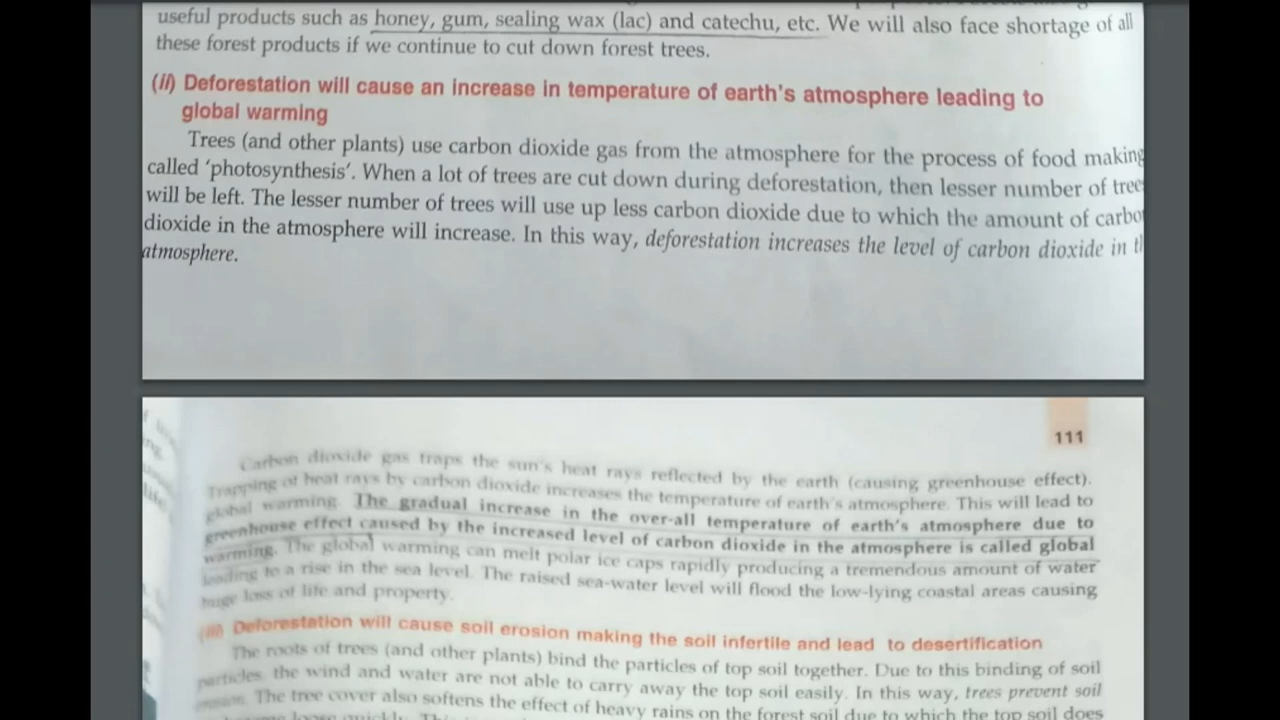 useful products such as honey, gum, sealing wax (lac) and catechu, etc. We will also face shortage of all
these forest products if we continue to cut down forest trees.
(ii) Deforestation will cause an increase in temperature of earth's atmosphere leading to
global warming
Trees (and other plants) use carbon dioxide gas from the atmosphere for the process of food making
called 'photosynthesis'. When a lot of trees are cut down during deforestation, then lesser number of tree
will be left. The lesser number of trees will use up less carbon dioxide due to which the amount of carbo
dioxide in the atmosphere will increase. In this way, deforestation increases the level of carbon dioxide in t
atmosphere.
111
Carbon dioxide gas traps the sun's heat rays reflected by the earth (causing greenhouse effect).
Trapping of heat rays by carbon dioxide increases the temperature of earth's atmosphere. This will lead to
global warming. The gradual increase in the over-all temperature of earth's atmosphere due to
greenhouse effect caused by the increased level of carbon dioxide in the atmosphere is called global
warming. The global warming can melt polar ice caps rapidly producing a tremendous amount of water
leading to a rise in the sea level. The raised sea-water level will flood the low-lying coastal areas causing
huge loss of life and property.
(iii) Deforestation will cause soil erosion making the soil infertile and lead to desertification
The roots of trees (and other plants) bind the particles of top soil together. Due to this binding of soil
particles, the wind and water are not able to carry away the top soil easily. In this way, trees prevent soil
erosion. The tree cover also softens the effect of heavy rains on the forest soil due to which the top soil does